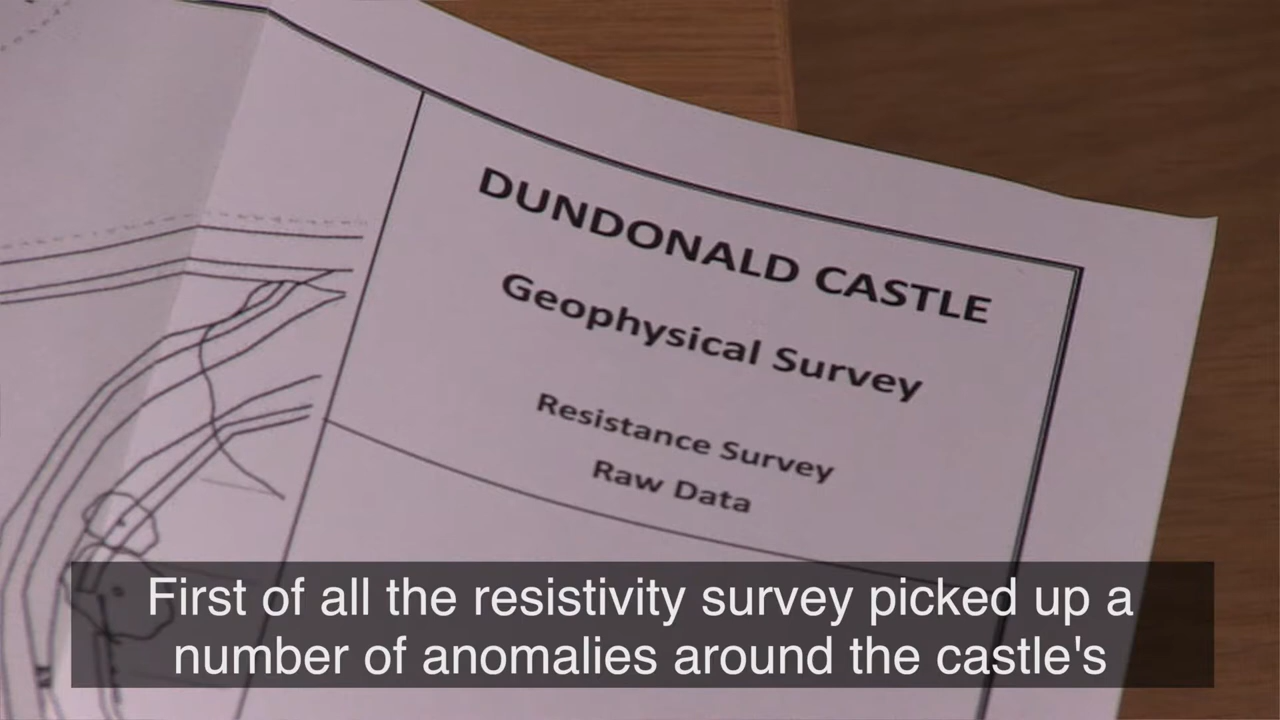 DUNDONALD CASTLE
Geophysical Survey
Resistance Survey
Raw Data
First of all the resistivity survey picked up a
number of anomalies around the castle's